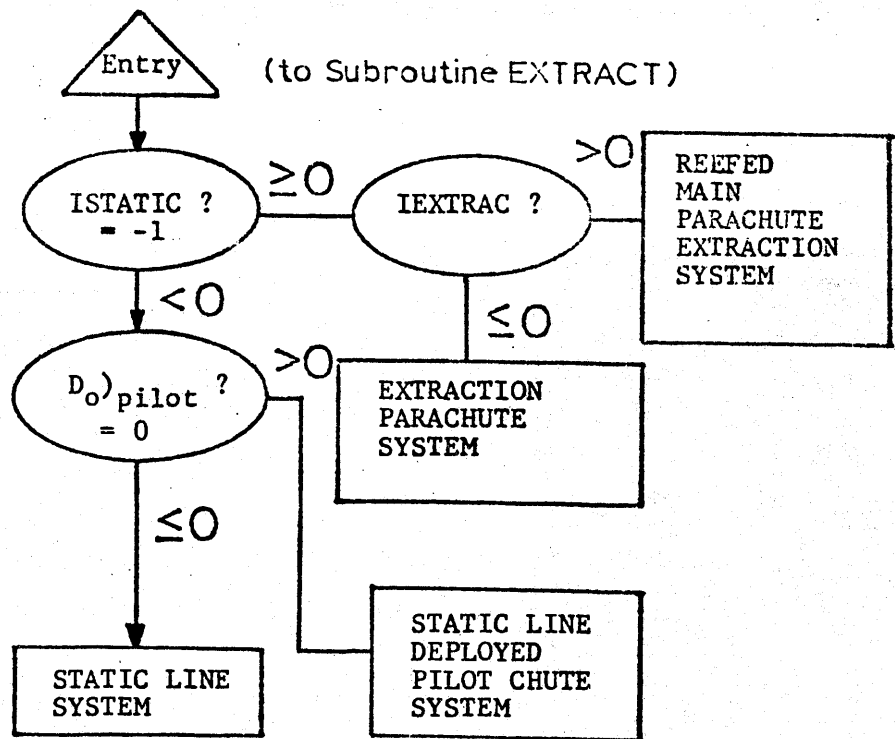 Entry
(to Subroutine EXTRACT)
ISTATIC ?
= -1
≥0
IEXTRAC ?
>0
REEFED
MAIN
PARACHUTE
EXTRACTION
SYSTEM
<0
≤0
D₀)pilot ?
= 0
>0
EXTRACTION
PARACHUTE
SYSTEM
≤0
STATIC LINE
SYSTEM
STATIC LINE
DEPLOYED
PILOT CHUTE
SYSTEM